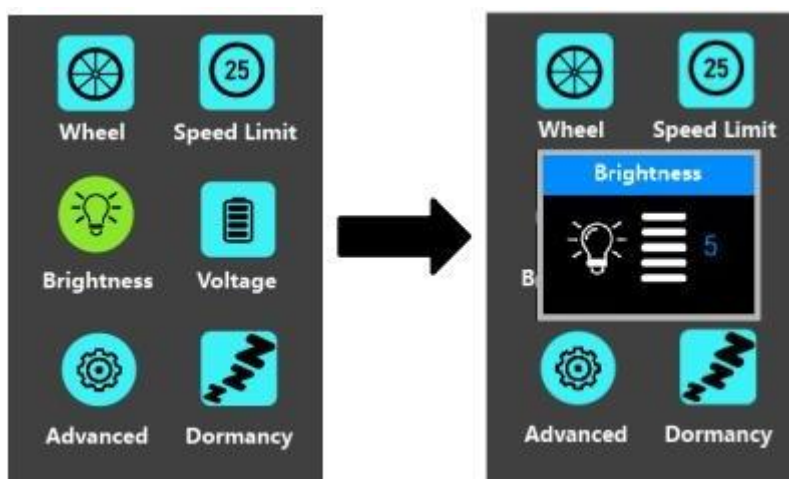 25
Wheel Speed Limit
Brightness Voltage
Advanced Dormancy
25
Wheel Speed Limit
Brightness
5
B
Advanced Dormancy